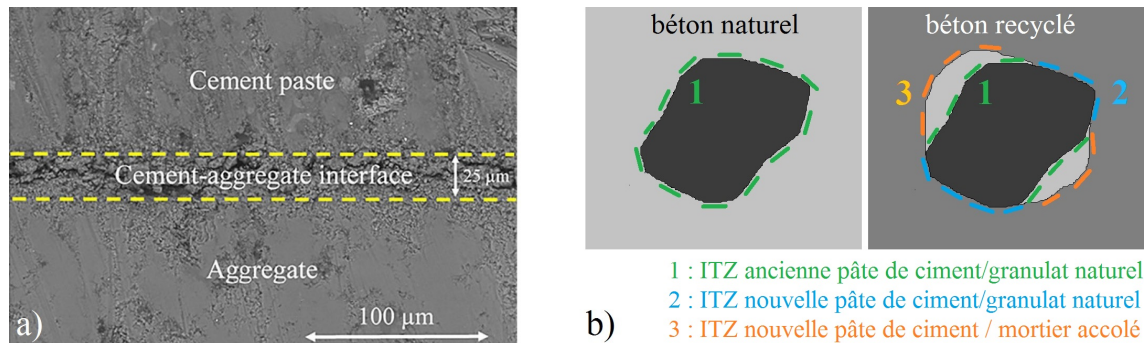 Cement paste
Cement-aggregate interface
25 µm
Aggregate
100 µm
a)
béton naturel
béton recyclé
1
3
1
2
1 : ITZ ancienne pâte de ciment/granulat naturel
2 : ITZ nouvelle pâte de ciment/granulat naturel
3 : ITZ nouvelle pâte de ciment / mortier accolé
b)